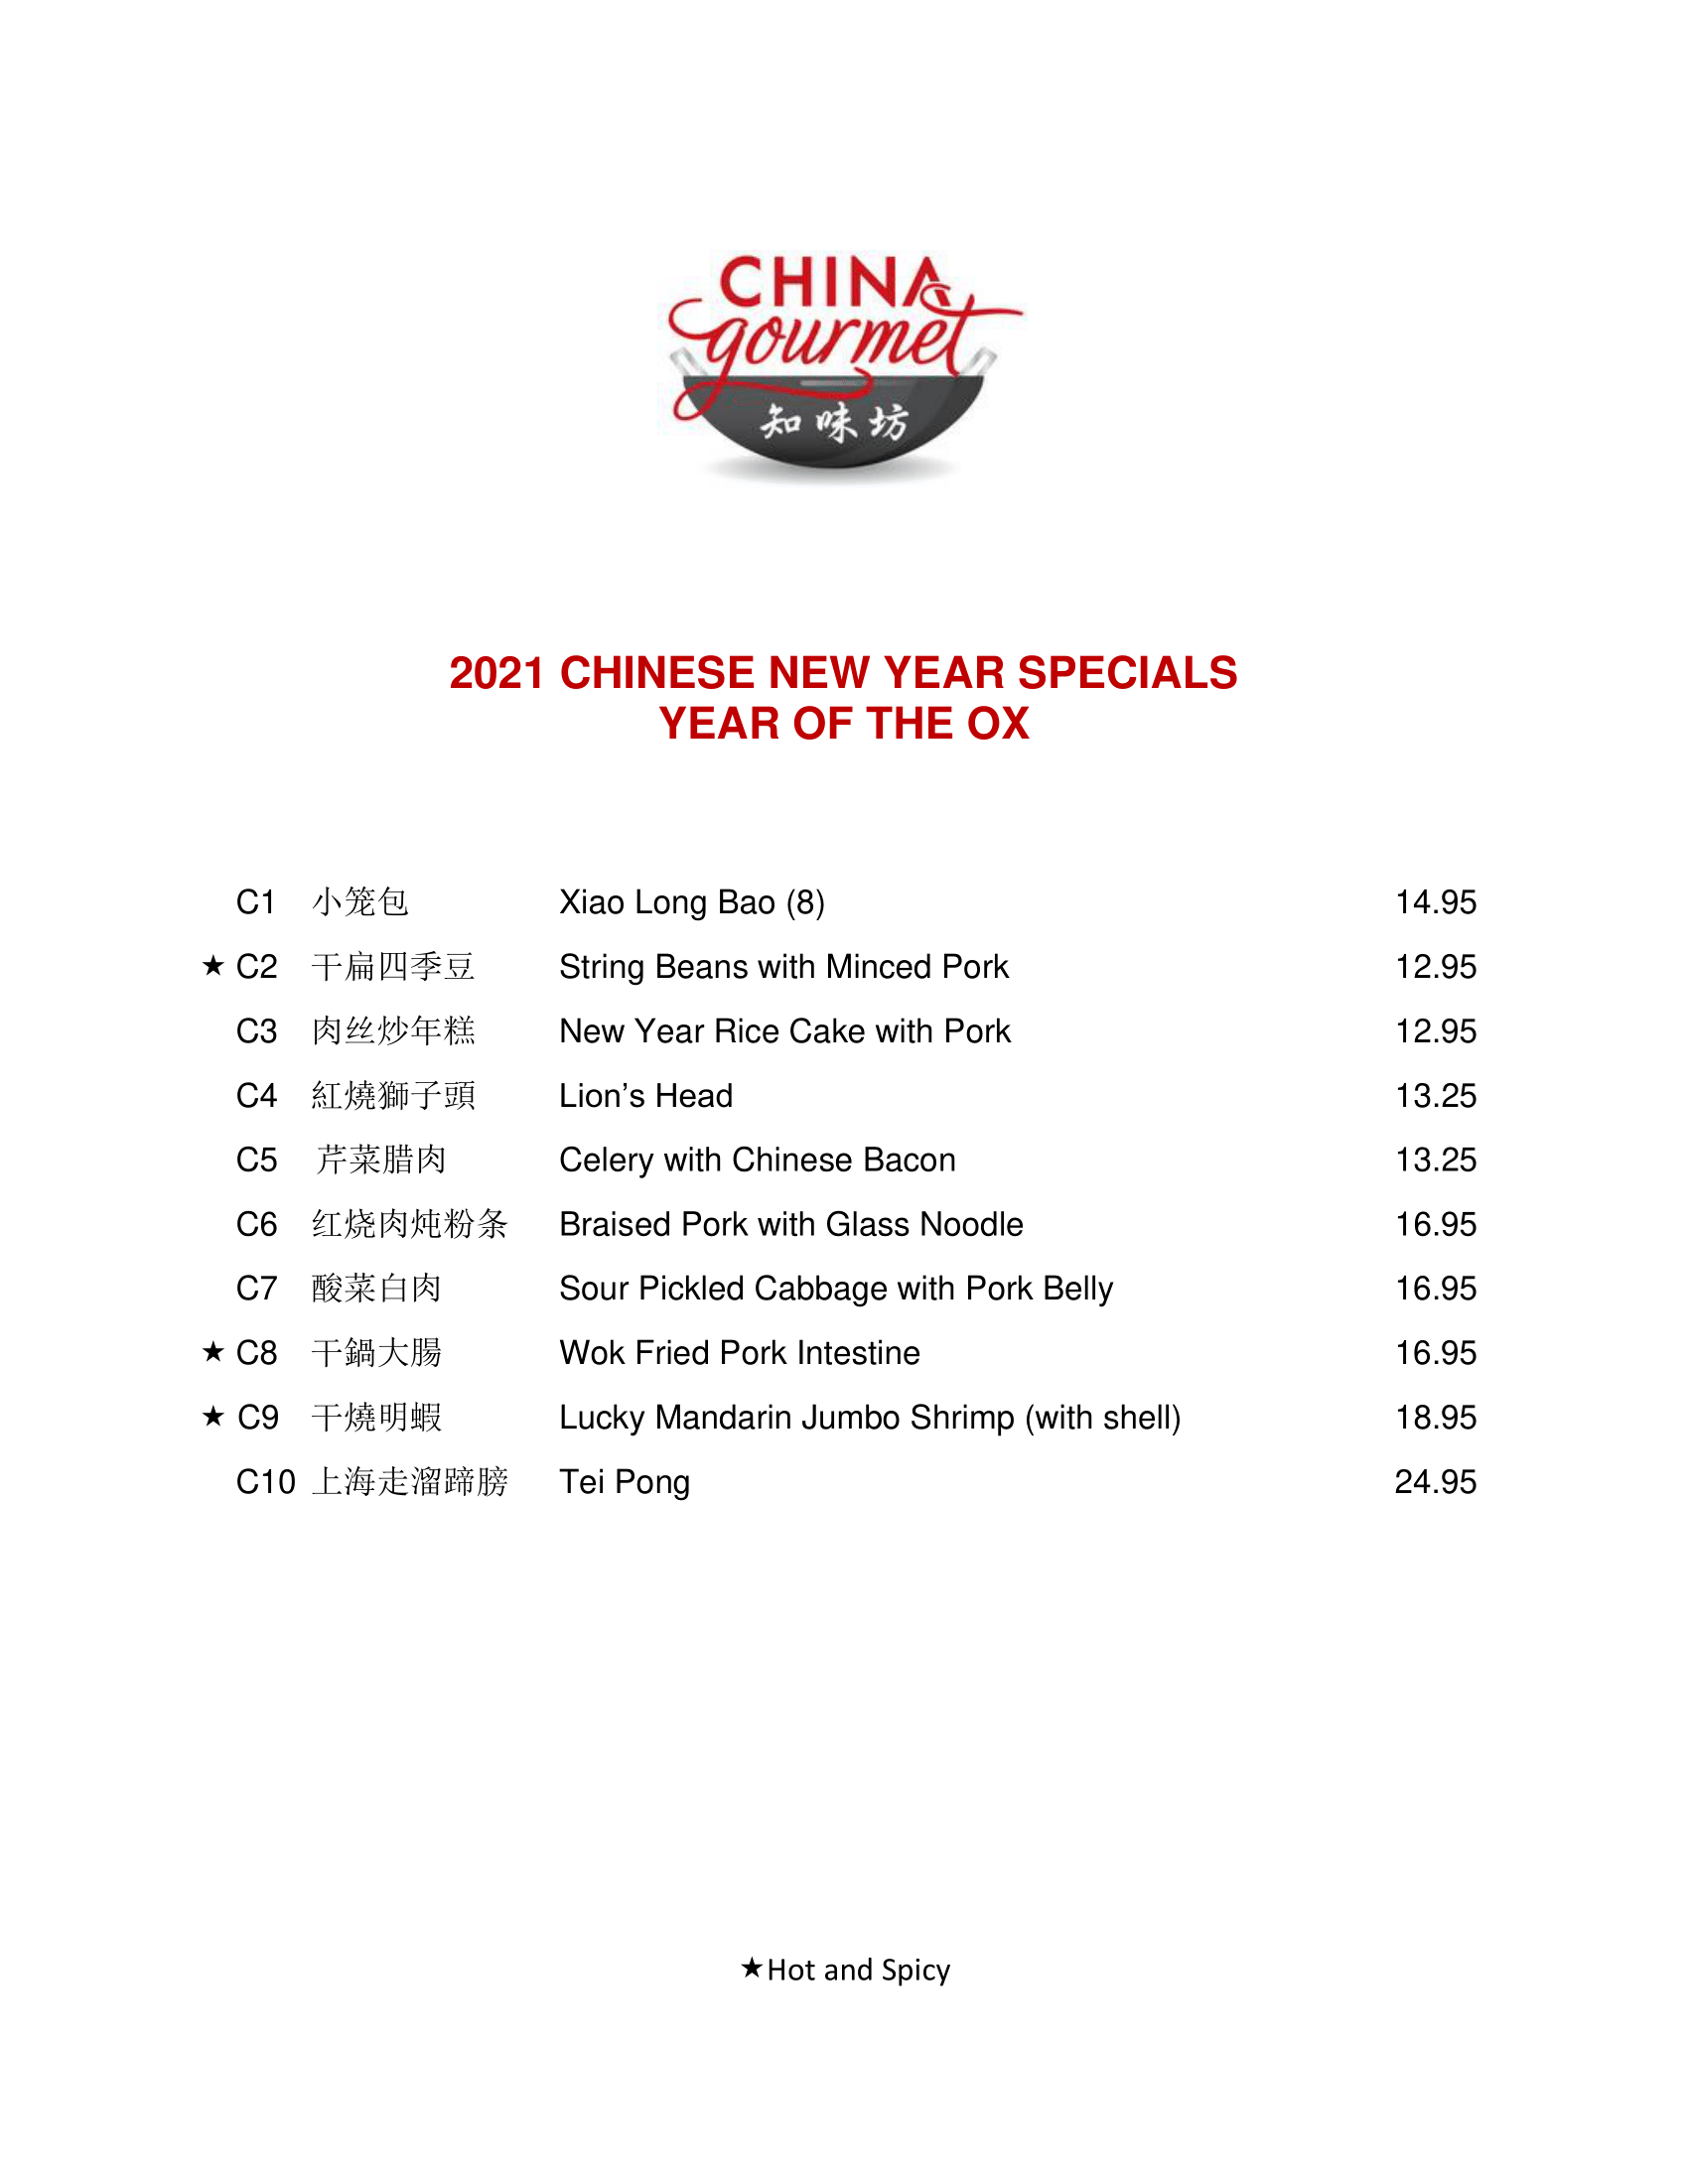 CHINA
gourmet
知味坊
2021 CHINESE NEW YEAR SPECIALS
YEAR OF THE OX
C1 小笼包 Xiao Long Bao (8) 14.95
★ C2 干扁四季豆 String Beans with Minced Pork 12.95
C3 肉丝炒年糕 New Year Rice Cake with Pork 12.95
C4 紅燒獅子頭 Lion’s Head 13.25
C5 芹菜腊肉 Celery with Chinese Bacon 13.25
C6 红烧肉炖粉条 Braised Pork with Glass Noodle 16.95
C7 酸菜白肉 Sour Pickled Cabbage with Pork Belly 16.95
★ C8 干鍋大腸 Wok Fried Pork Intestine 16.95
★ C9 干燒明蝦 Lucky Mandarin Jumbo Shrimp (with shell) 18.95
C10 上海走溜蹄膀 Tei Pong 24.95
★Hot and Spicy